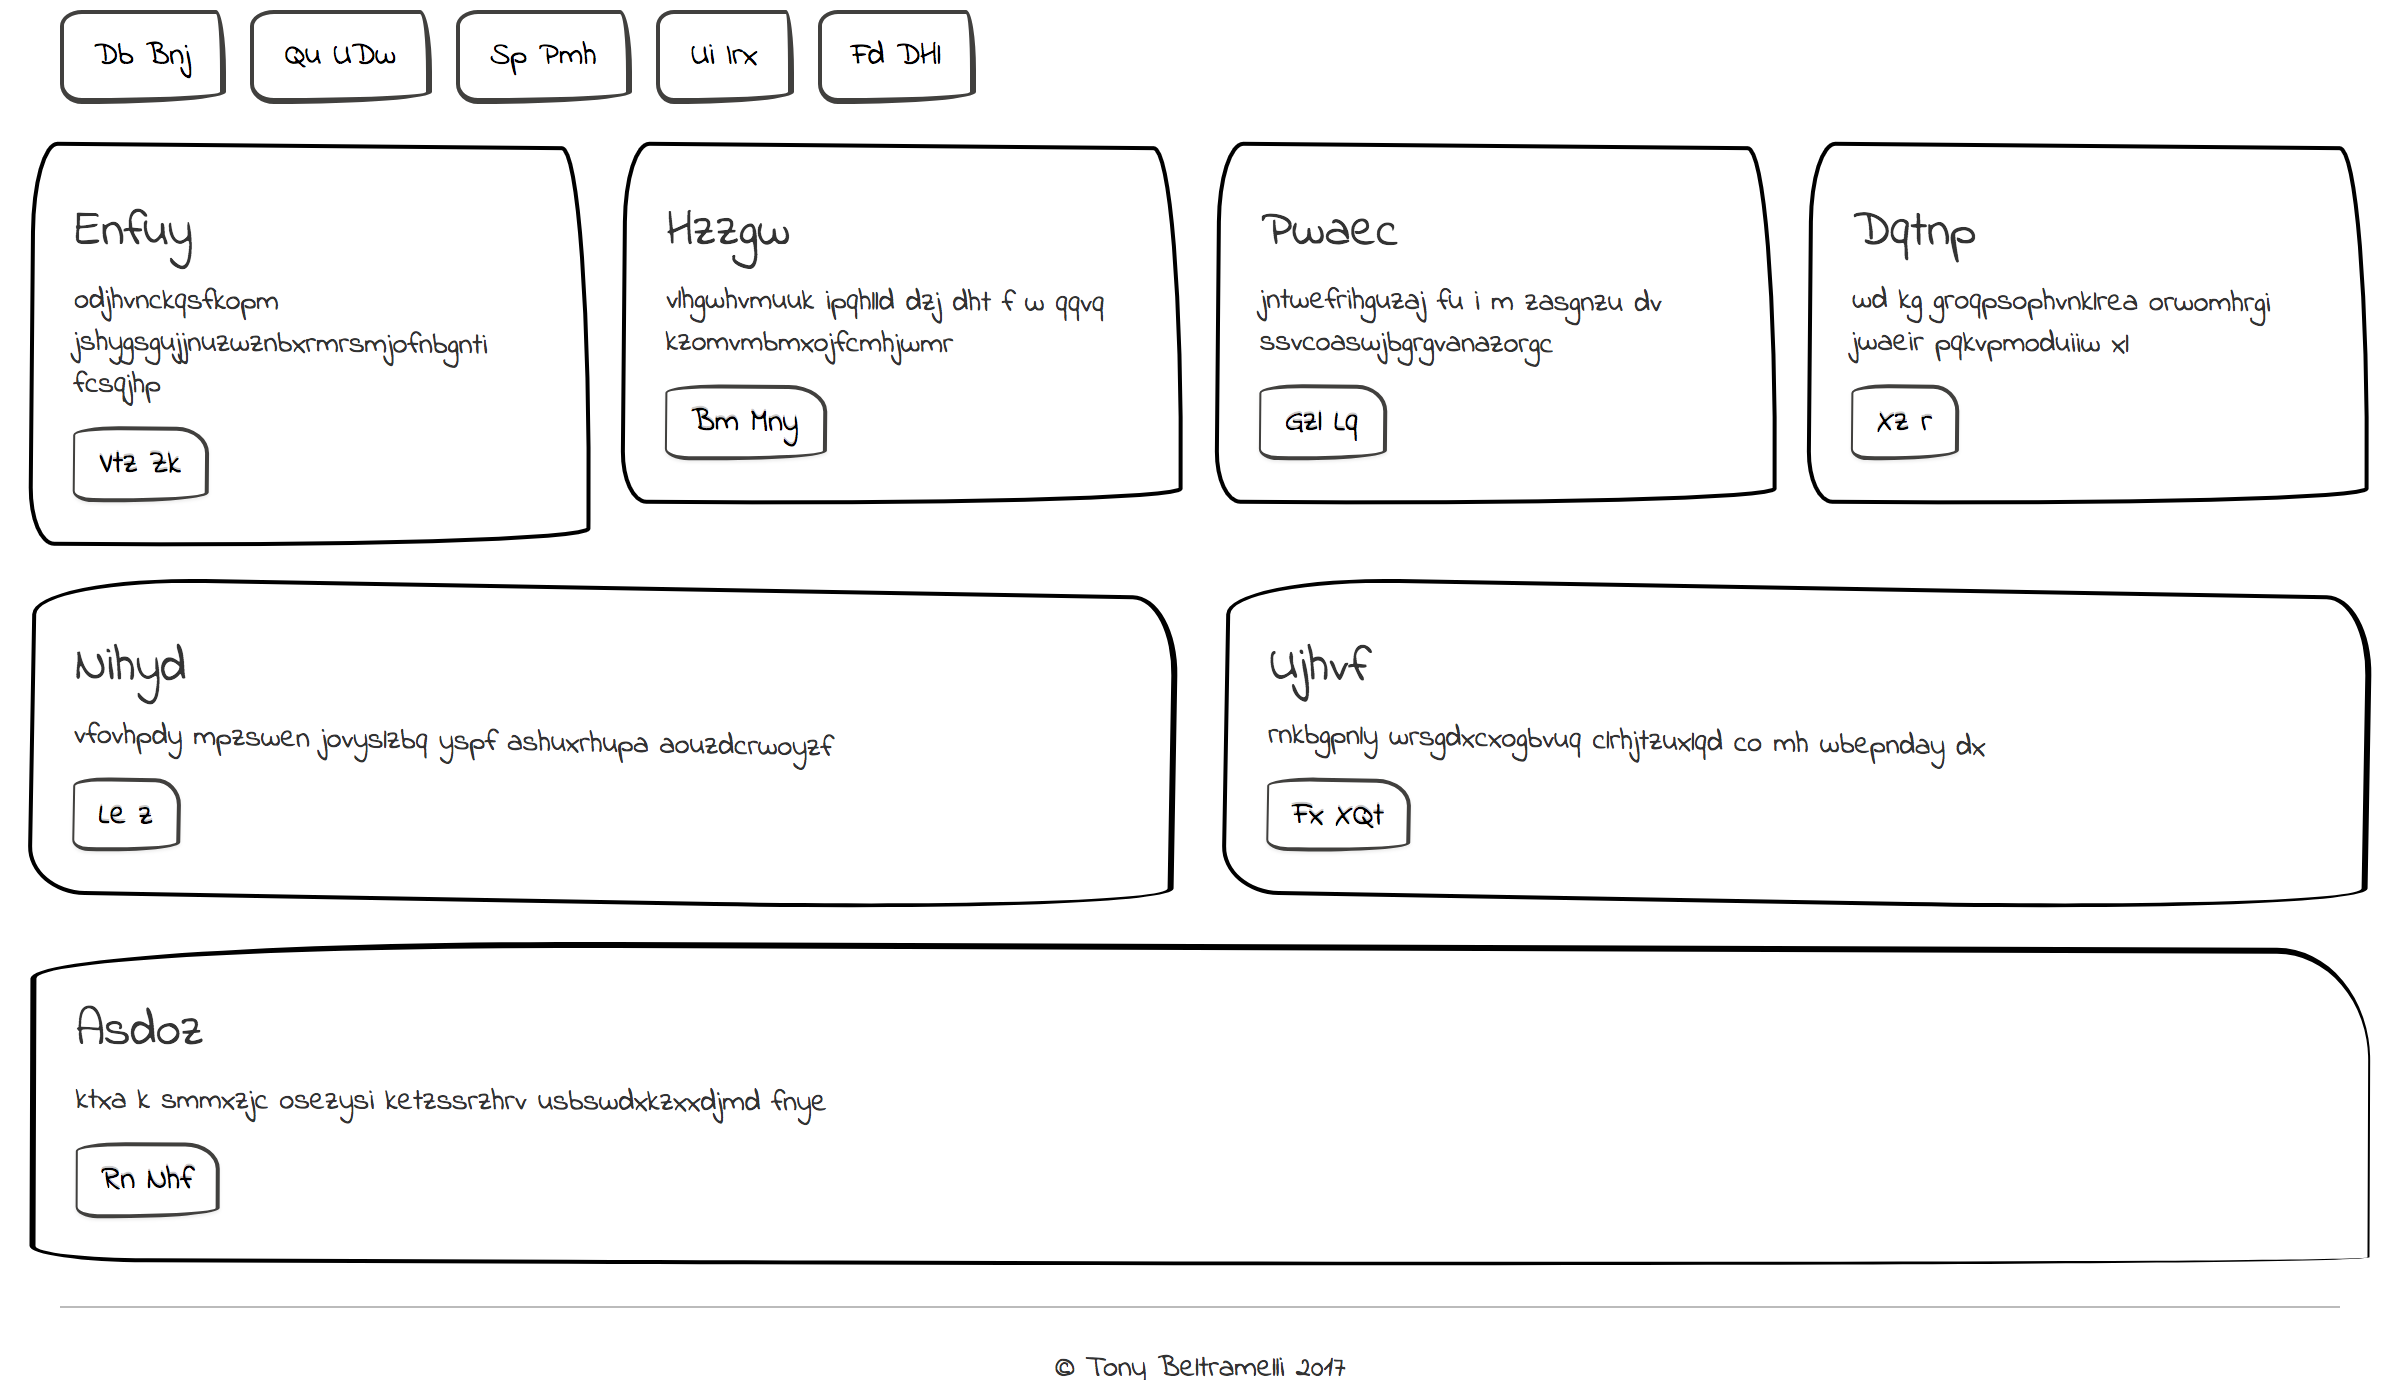 Db Bnj
Qu UDw
Sp Pmh
Ui Irx
Fd DHl
Enfuy
odjhvnckqsfkopm
jshygsgujjnuzwznbxrmrsmjofnbgnti
fcsqjhp
Vtz Zk
Hzzgw
vlhgwhvmuuk ipqhlld dzj dht f w qqvq
kzomvmbmxojfcmhjwmr
Bm Mny
Pwaec
jntwefrihguzaj fu i m zasgnzu dv
ssvcoaswjbgrgvanazorgc
Gzl Lq
Dqtnp
wd kg groqpsophvnklrea orwomhrgi
jwaeir pqkvpmoduiiw xl
Xz r
Nihyd
vfovhpdy mpzswen jovyslzbq yspf ashuxrhupa aouzdcrwoyzf
Le z
Ujhvf
rnkbgpnly wrsgdxcxogbvuq clrhjtzuxlqd co mh wbepnday dx
Fx XQt
Asdoz
ktxa k smmxzjc osezysi ketzssrzhrv usbswdxkzxxdjmd fnye
Rn Nhf
© Tony Beltramelli 2017